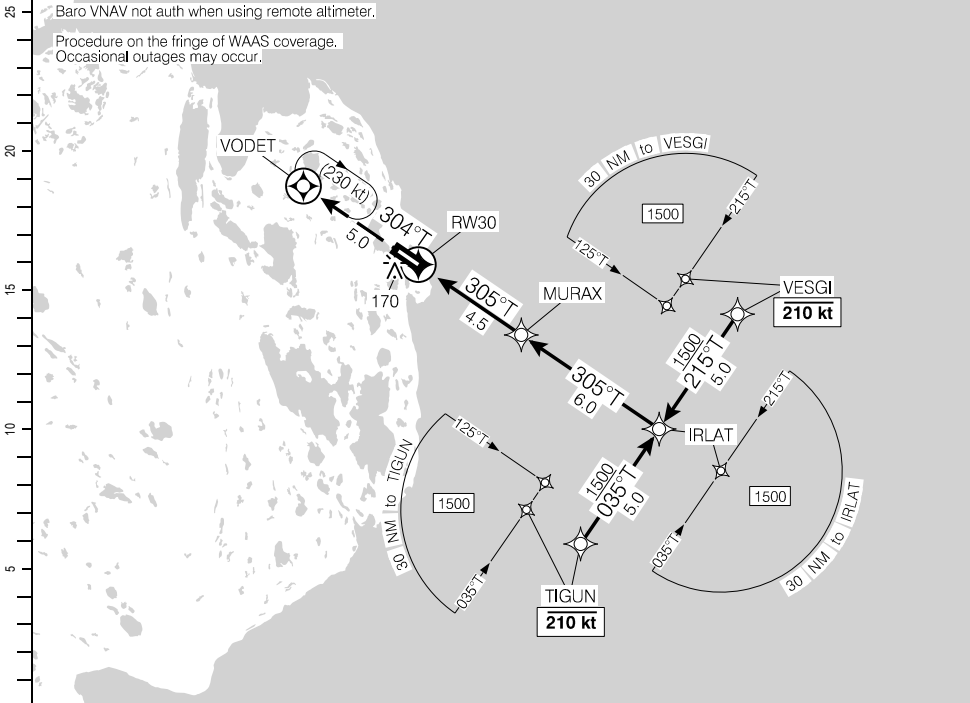 25
Baro VNAV not auth when using remote altimeter.
Procedure on the fringe of WAAS coverage.
Occasional outages may occur.
20
VODET
(230 kt)
304°T
5.0
RW30
170
30 NM to VESGI
1500
215°T
125°T
15
305°T
4.5
MURAX
VESGI
210 kt
1500
215°T
5.0
305°T
6.0
10
IRLAT
215°T
125°T
30 NM to TIGUN
1500
1500
035°T
5.0
1500
035°T
035°T
30 NM to IRLAT
5
TIGUN
210 kt